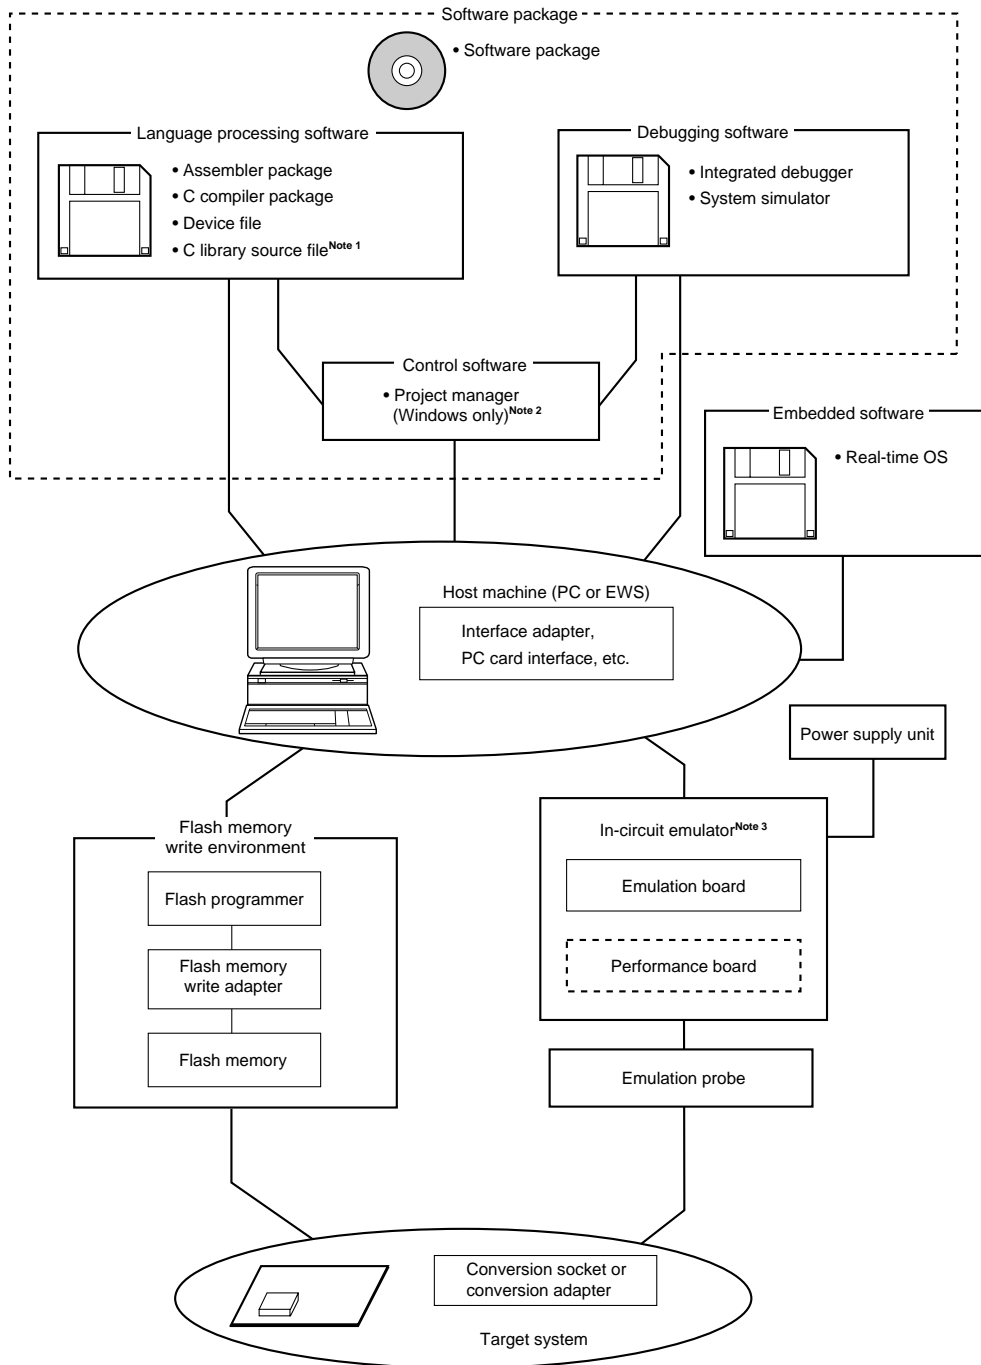 Software package
• Software package
Language processing software
• Assembler package
• C compiler package
• Device file
• C library source fileNote 1
Debugging software
• Integrated debugger
• System simulator
Control software
• Project manager
(Windows only)Note 2
Embedded software
• Real-time OS
Host machine (PC or EWS)
Interface adapter,
PC card interface, etc.
Power supply unit
Flash memory
write environment
Flash programmer
Flash memory
write adapter
Flash memory
In-circuit emulatorNote 3
Emulation board
Performance board
Emulation probe
Conversion socket or
conversion adapter
Target system